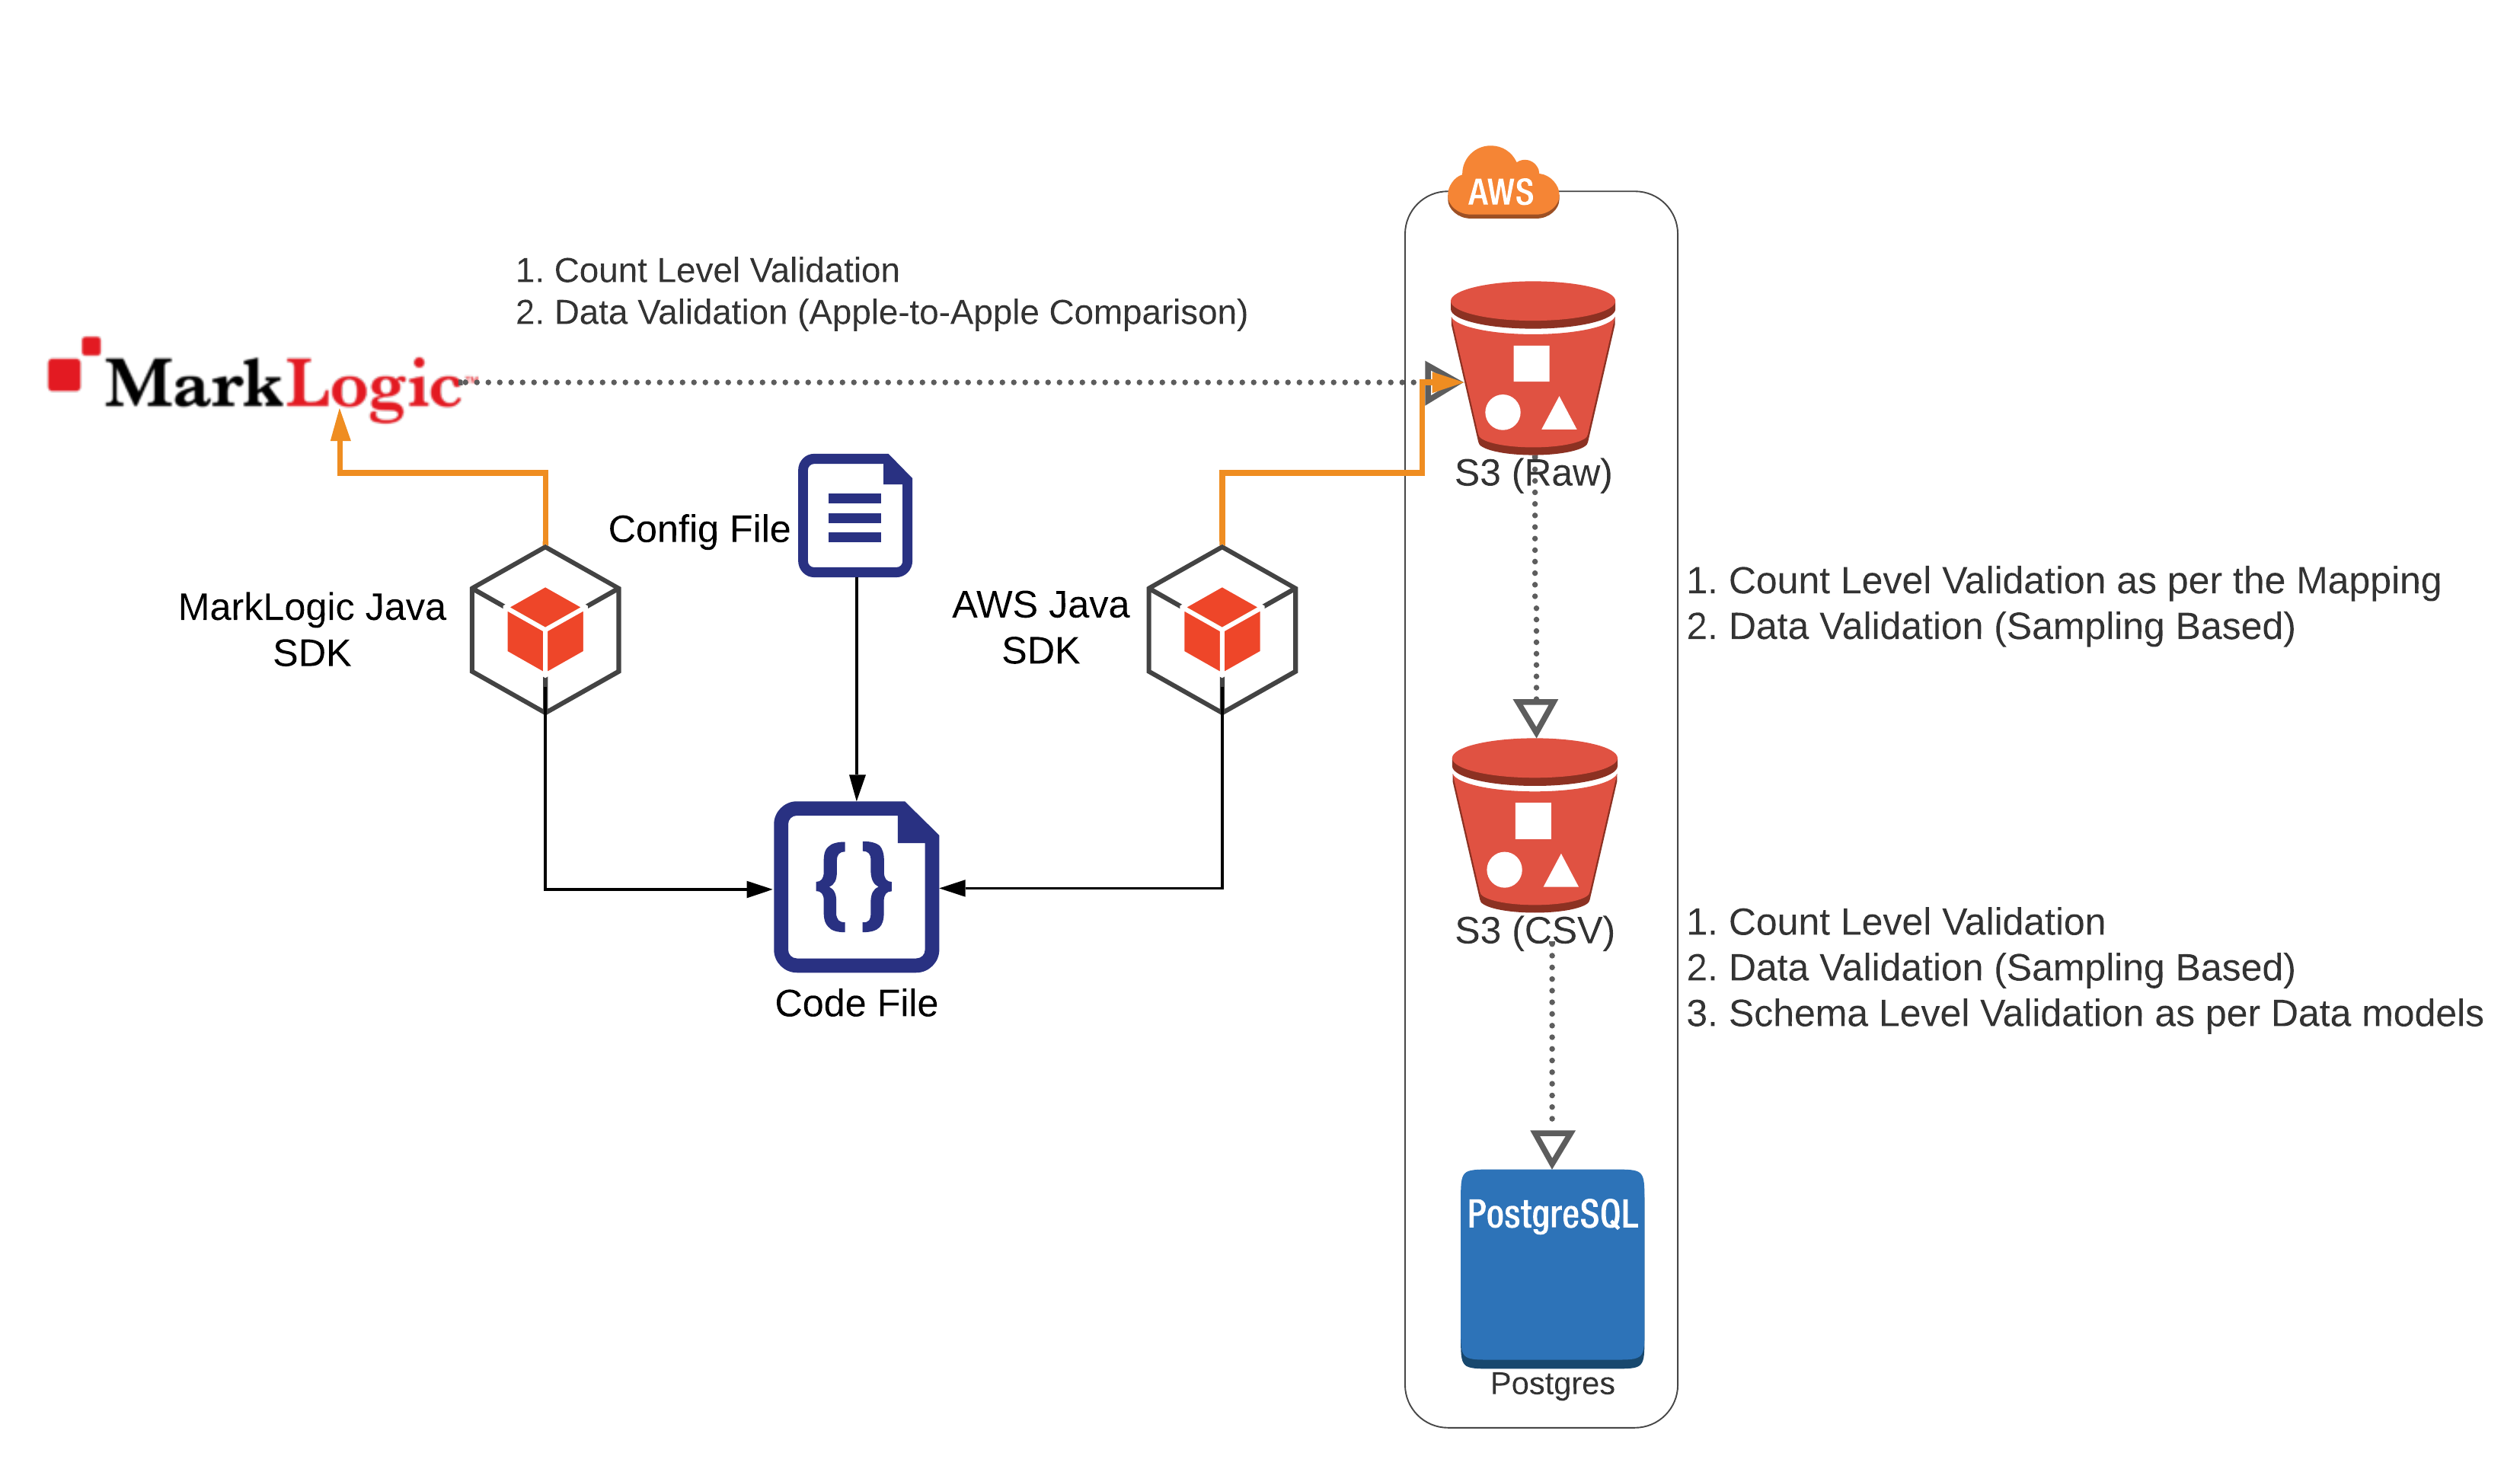 AWS
1. Count Level Validation
2. Data Validation (Apple-to-Apple Comparison)
MarkLogic™
S3 (Raw)
Config File
MarkLogic Java
SDK
AWS Java
SDK
1. Count Level Validation as per the Mapping
2. Data Validation (Sampling Based)
{ }
Code File
S3 (CSV)
1. Count Level Validation
2. Data Validation (Sampling Based)
3. Schema Level Validation as per Data models
PostgreSQL
Postgres